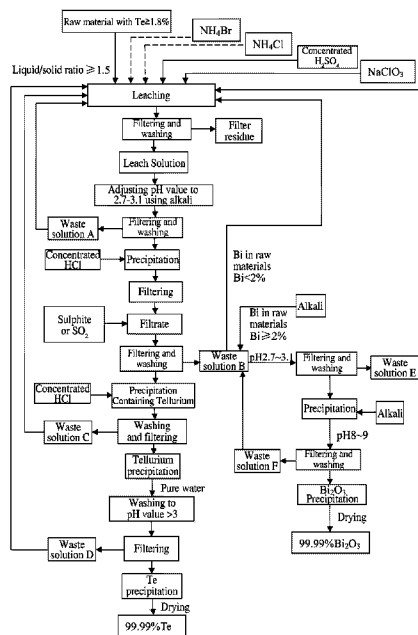 Raw material with Te≥1.8%
NH4Br
NH4Cl
Concentrated
H2SO4
NaClO3
Liquid/solid ratio ≥1.5
Leaching
Filtering and
washing
Filter
residue
Leach Solution
Adjusting pH value to
2.7-3.1 using alkali
Waste
solution A
Filtering and
washing
Concentrated
HCl
Precipitation
Filtering
Sulphite
or SO2
Filtrate
Filtering and
washing
Bi in raw
materials
Bi<2%
Bi in raw
materials
Bi≥2%
Alkali
Waste
solution B
pH2.7~3.1
Filtering and
washing
Waste
solution E
Concentrated
HCl
Precipitation
Containing Tellurium
Precipitation
Alkali
pH8~9
Waste
solution C
Washing
and filtering
Waste
solution F
Filtering and
washing
Tellurium
precipitation
Bi2O3
Precipitation
Pure water
Drying
Washing to
pH value >3
99.99%Bi2O3
Waste
solution D
Filtering
Te
precipitation
Drying
99.99%Te